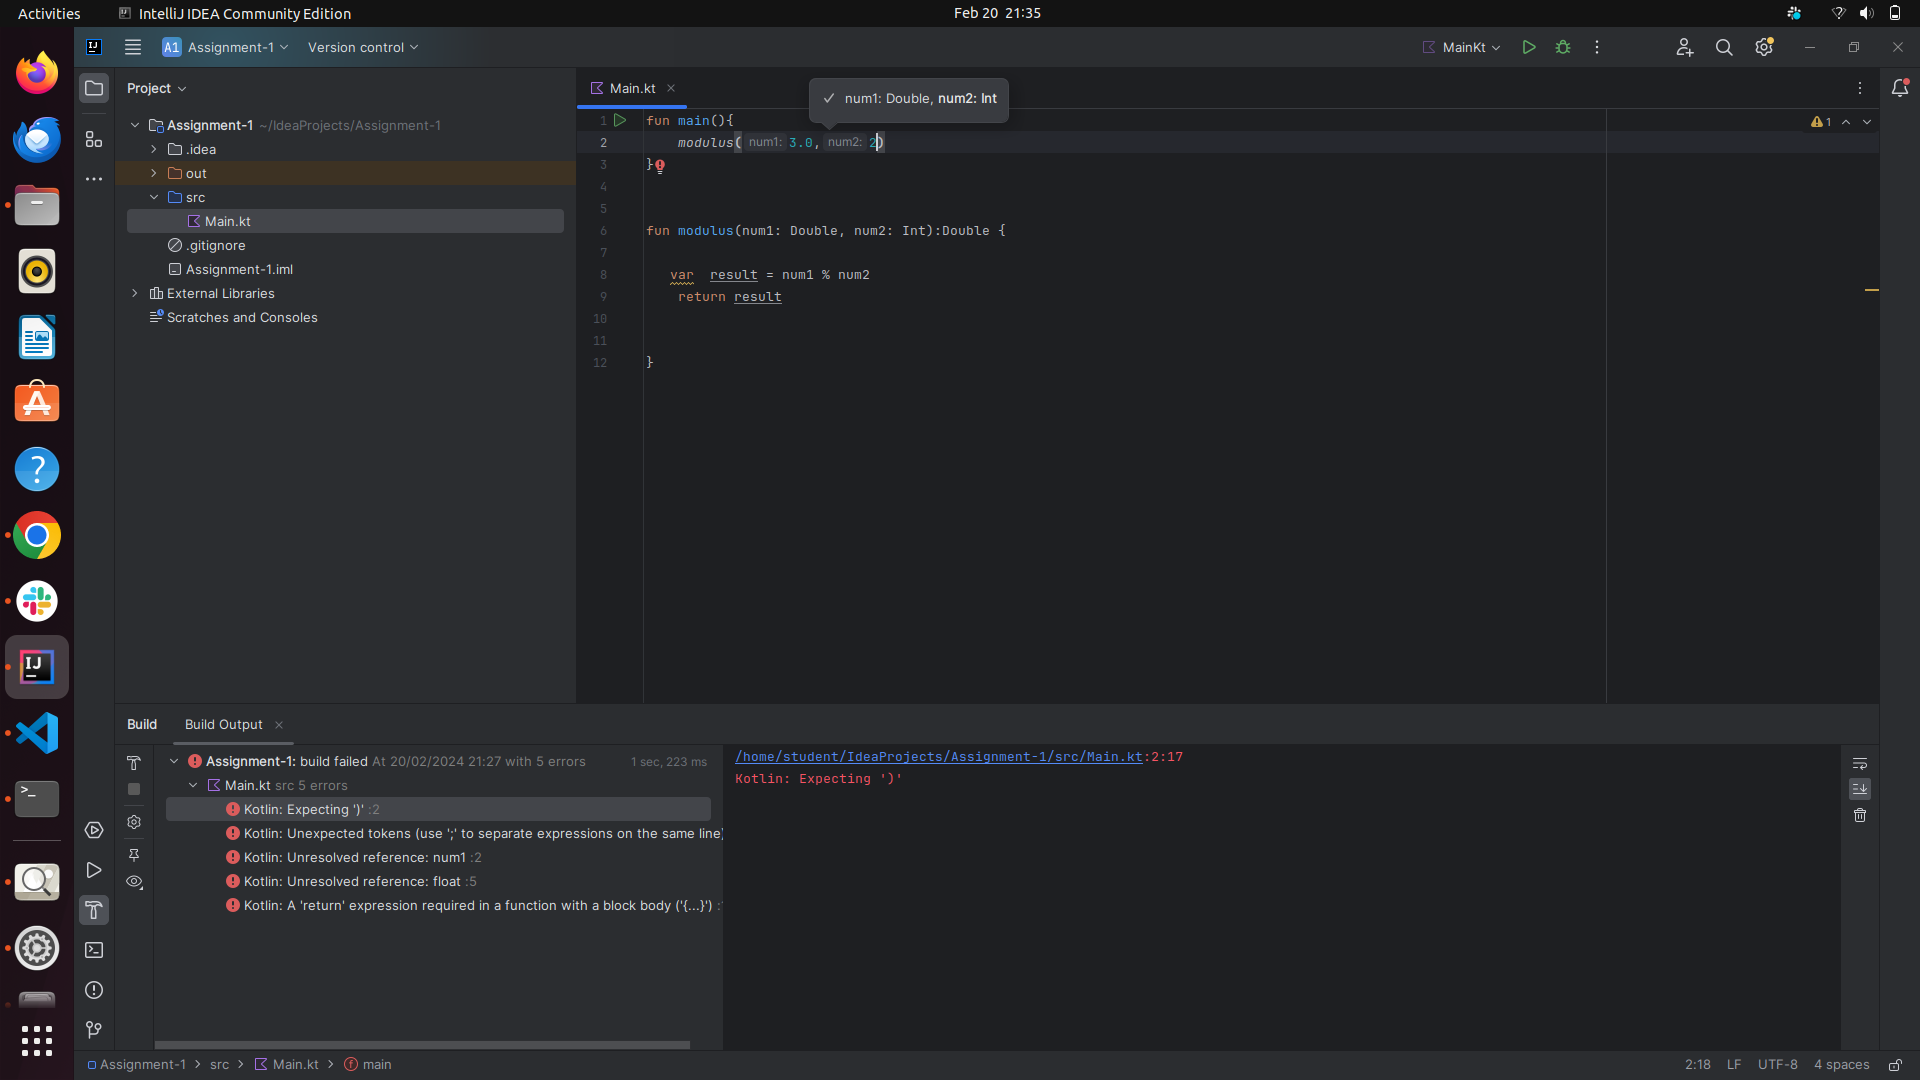 Activities
IntelliJ IDEA Community Edition
Feb 20 21:35
A1 Assignment-1
Version control
MainKt
Project
Assignment-1 ~/IdeaProjects/Assignment-1
.idea
out
src
Main.kt
.gitignore
Assignment-1.iml
External Libraries
Scratches and Consoles
Main.kt
num1: Double, num2: Int
1
1 fun main(){
2 modulus( num1: 3.0, num2: 2)
3 }
4
5
6 fun modulus(num1: Double, num2: Int):Double {
7
8 var result = num1 % num2
9 return result
10
11
12 }
Build
Build Output
Assignment-1: build failed At 20/02/2024 21:27 with 5 errors 1 sec, 223 ms
Main.kt src 5 errors
Kotlin: Expecting ')' :2
Kotlin: Unexpected tokens (use ';' to separate expressions on the same line)
Kotlin: Unresolved reference: num1 :2
Kotlin: Unresolved reference: float :5
Kotlin: A 'return' expression required in a function with a block body ('{...}')
/home/student/IdeaProjects/Assignment-1/src/Main.kt:2:17
Kotlin: Expecting ')'
Assignment-1 > src > Main.kt > main
2:18 LF UTF-8 4 spaces